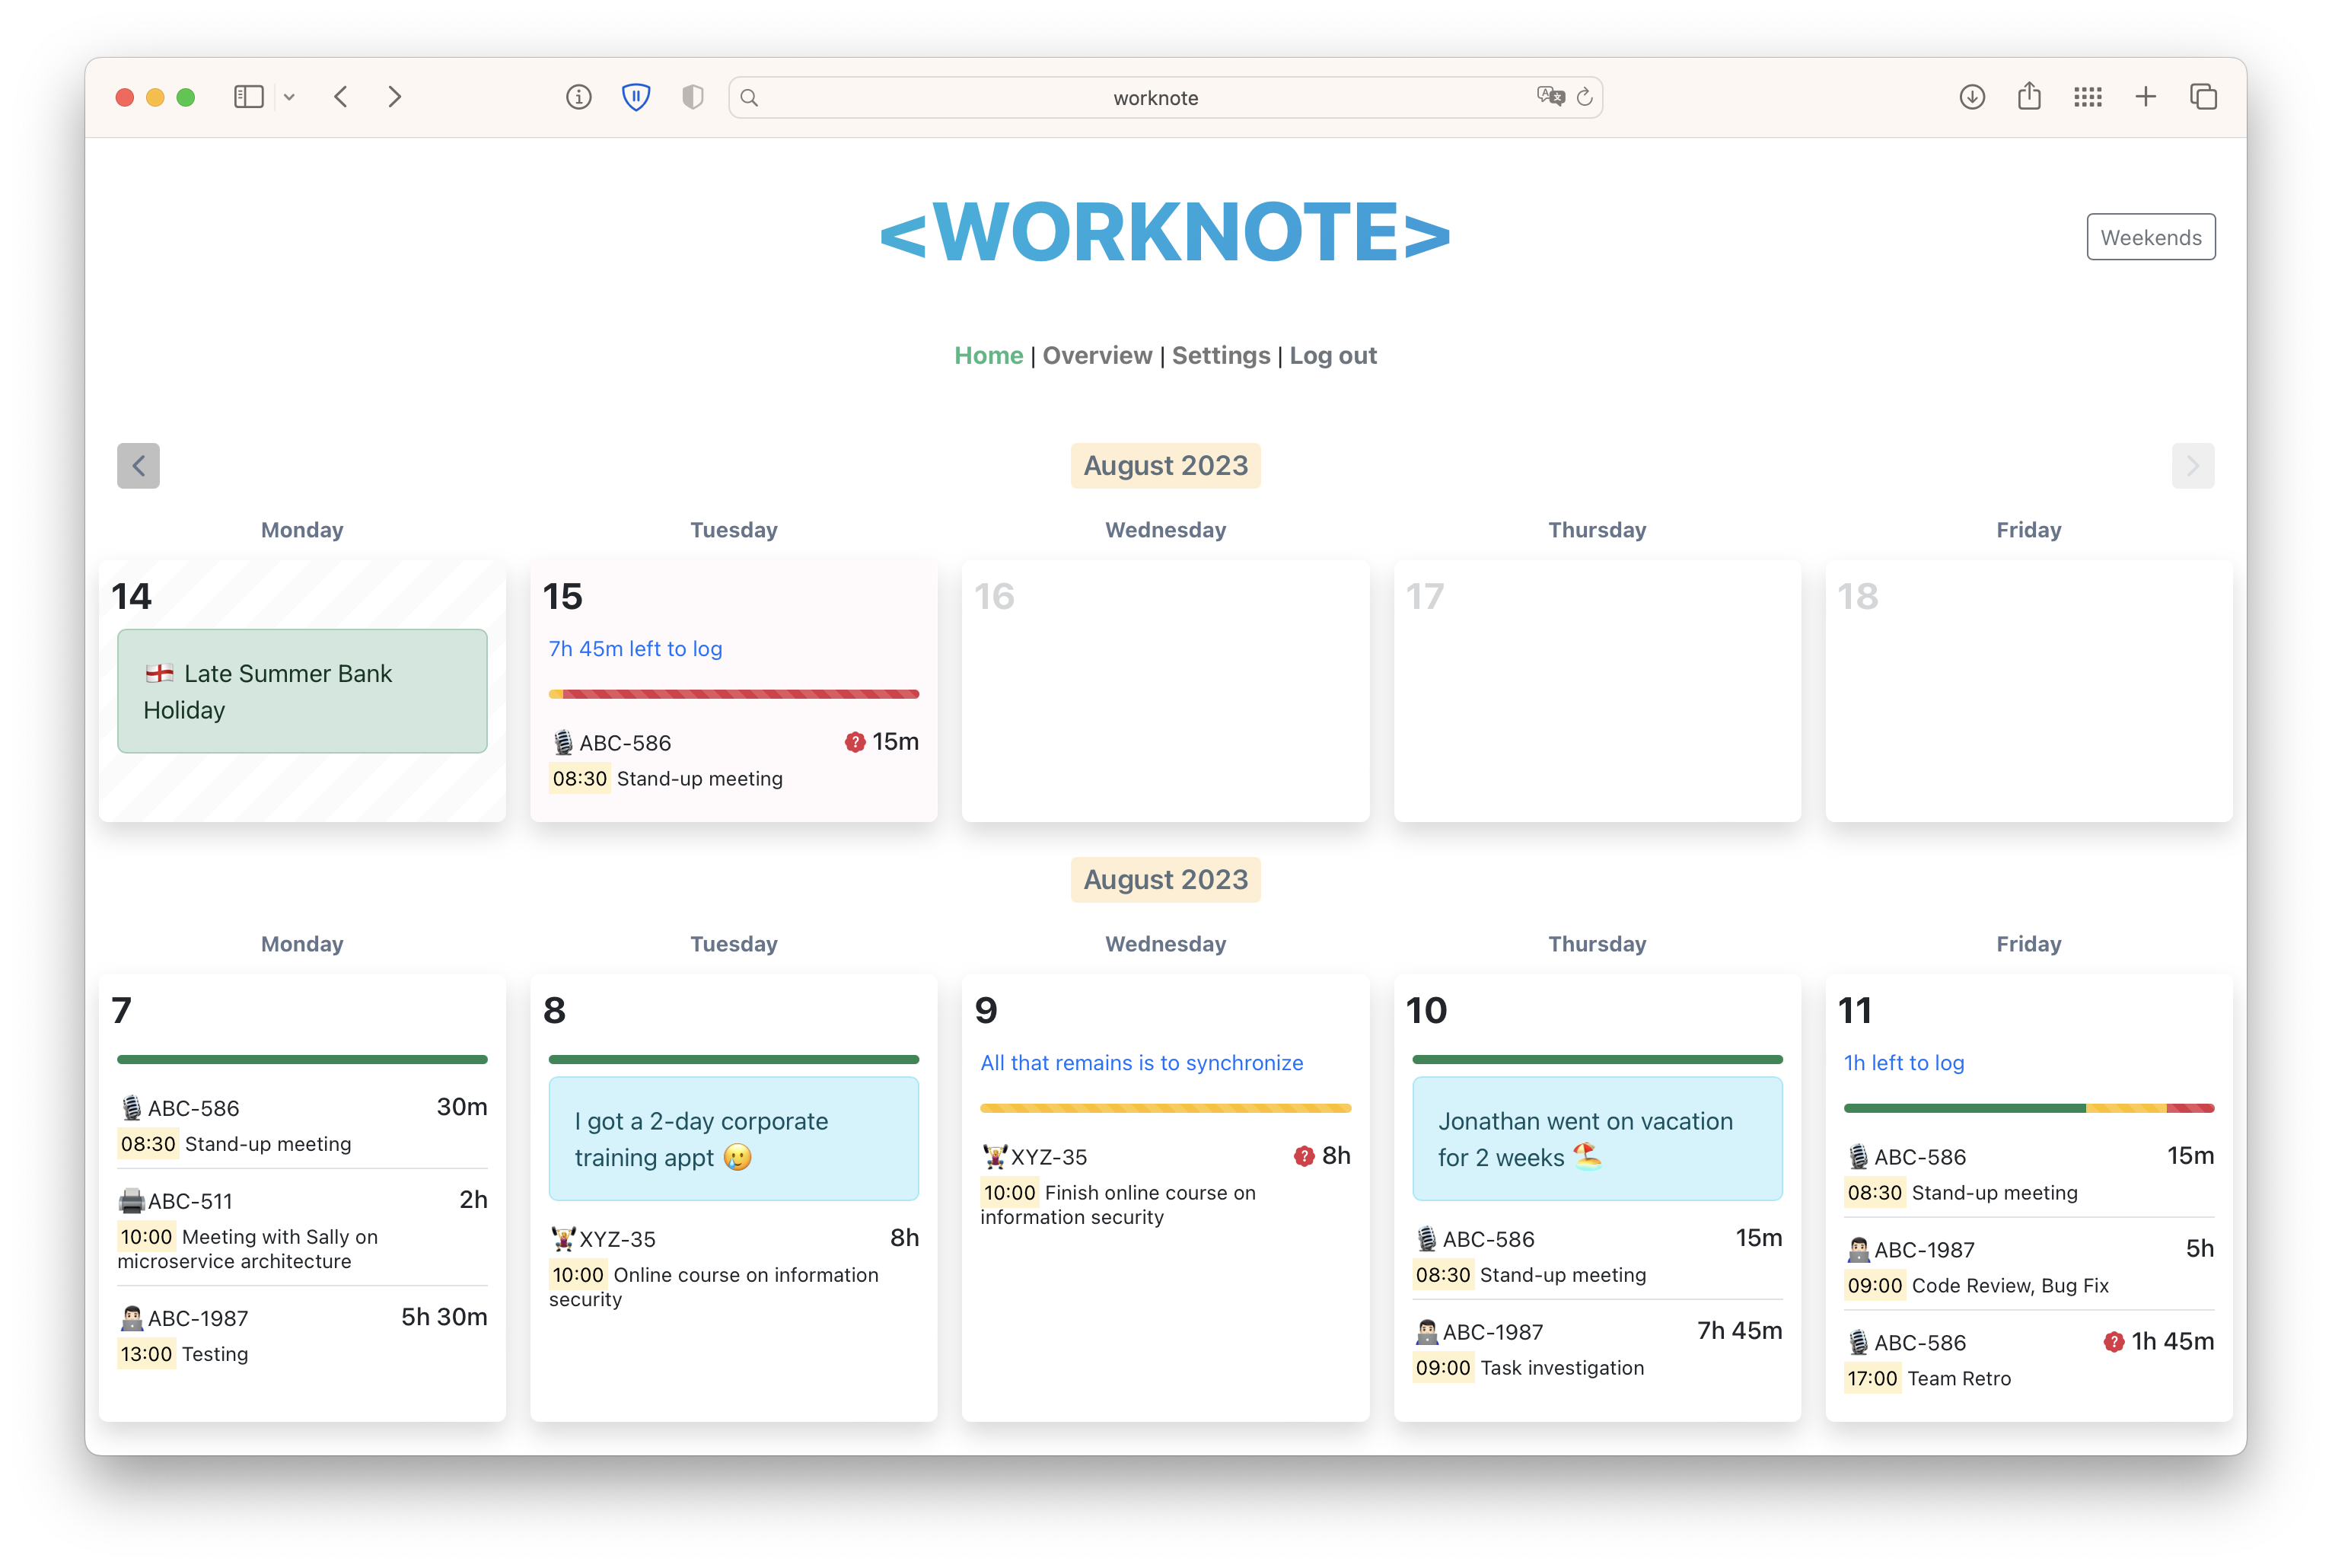 worknote
<WORKNOTE>
Weekends
Home | Overview | Settings | Log out
August 2023
Monday
Tuesday
Wednesday
Thursday
Friday
14
🏴󠁧󠁢󠁥󠁮󠁧󠁿 Late Summer Bank
Holiday
15
7h 45m left to log
🎙️ABC-586 15m
08:30 Stand-up meeting
16
17
18
August 2023
Monday
Tuesday
Wednesday
Thursday
Friday
7
🎙️ABC-586 30m
08:30 Stand-up meeting
🖨️ABC-511 2h
10:00 Meeting with Sally on
microservice architecture
👨🏻‍💻ABC-1987 5h 30m
13:00 Testing
8
I got a 2-day corporate
training appt 🥲
🏋️XYZ-35 8h
10:00 Online course on information
security
9
All that remains is to synchronize
🏋️XYZ-35 8h
10:00 Finish online course on
information security
10
Jonathan went on vacation
for 2 weeks 🏖️
🎙️ABC-586 15m
08:30 Stand-up meeting
👨🏻‍💻ABC-1987 7h 45m
09:00 Task investigation
11
1h left to log
🎙️ABC-586 15m
08:30 Stand-up meeting
👨🏻‍💻ABC-1987 5h
09:00 Code Review, Bug Fix
🎙️ABC-586 1h 45m
17:00 Team Retro